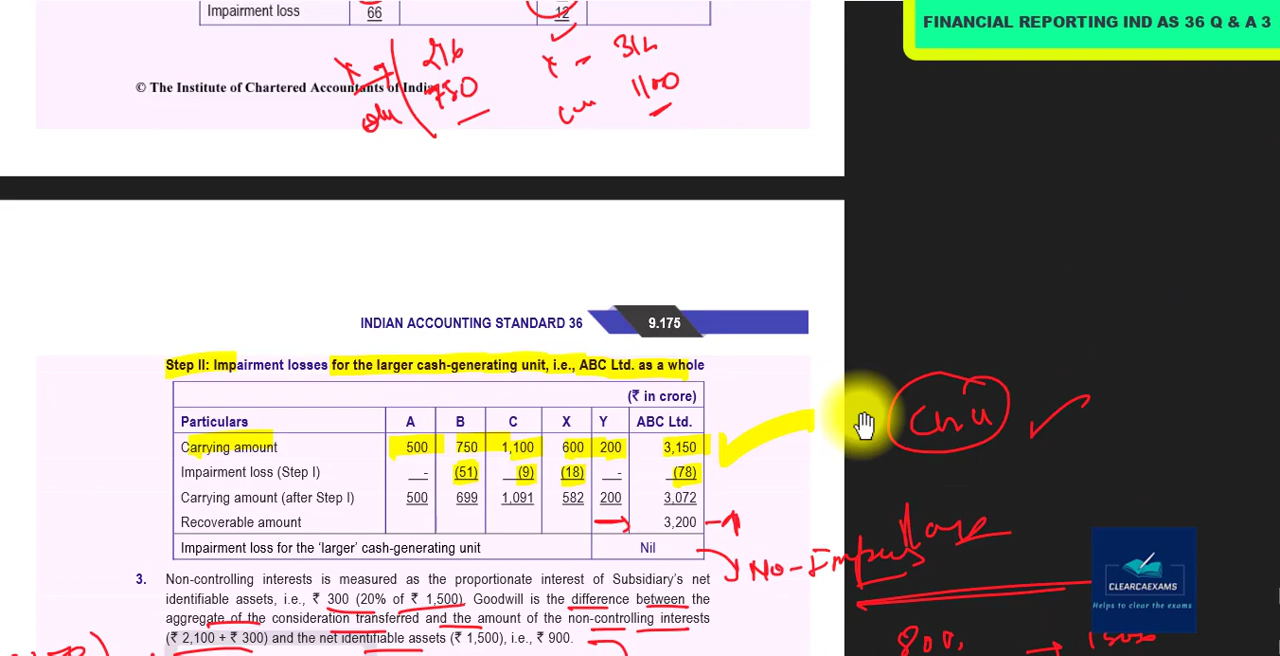 Impairment loss 66 12
FINANCIAL REPORTING IND AS 36 Q & A 3
216 314
750 1100
© The Institute of Chartered Accountants of India
INDIAN ACCOUNTING STANDARD 36 9.175
Step II: Impairment losses for the larger cash-generating unit, i.e., ABC Ltd. as a whole
(₹ in crore)
Particulars A B C X Y ABC Ltd.
Carrying amount 500 750 1,100 600 200 3,150
Impairment loss (Step I) - (51) (9) (18) - (78)
Carrying amount (after Step I) 500 699 1,091 582 200 3,072
Recoverable amount 3,200
Impairment loss for the 'larger' cash-generating unit Nil
3. Non-controlling interests is measured as the proportionate interest of Subsidiary's net
identifiable assets, i.e., ₹ 300 (20% of ₹ 1,500). Goodwill is the difference between the
aggregate of the consideration transferred and the amount of the non-controlling interests
(₹ 2,100 + ₹ 300) and the net identifiable assets (₹ 1,500), i.e., ₹ 900.
CLEARCAEXAMS
Helps to clear the exams